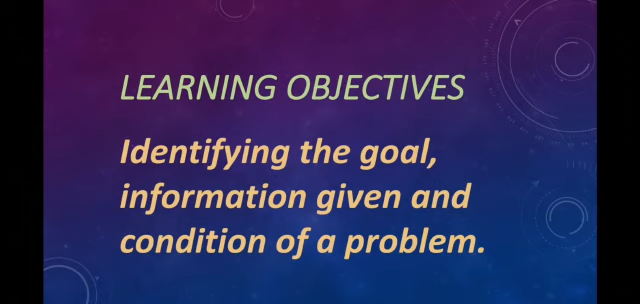 LEARNING OBJECTIVES
Identifying the goal,
information given and
condition of a problem.